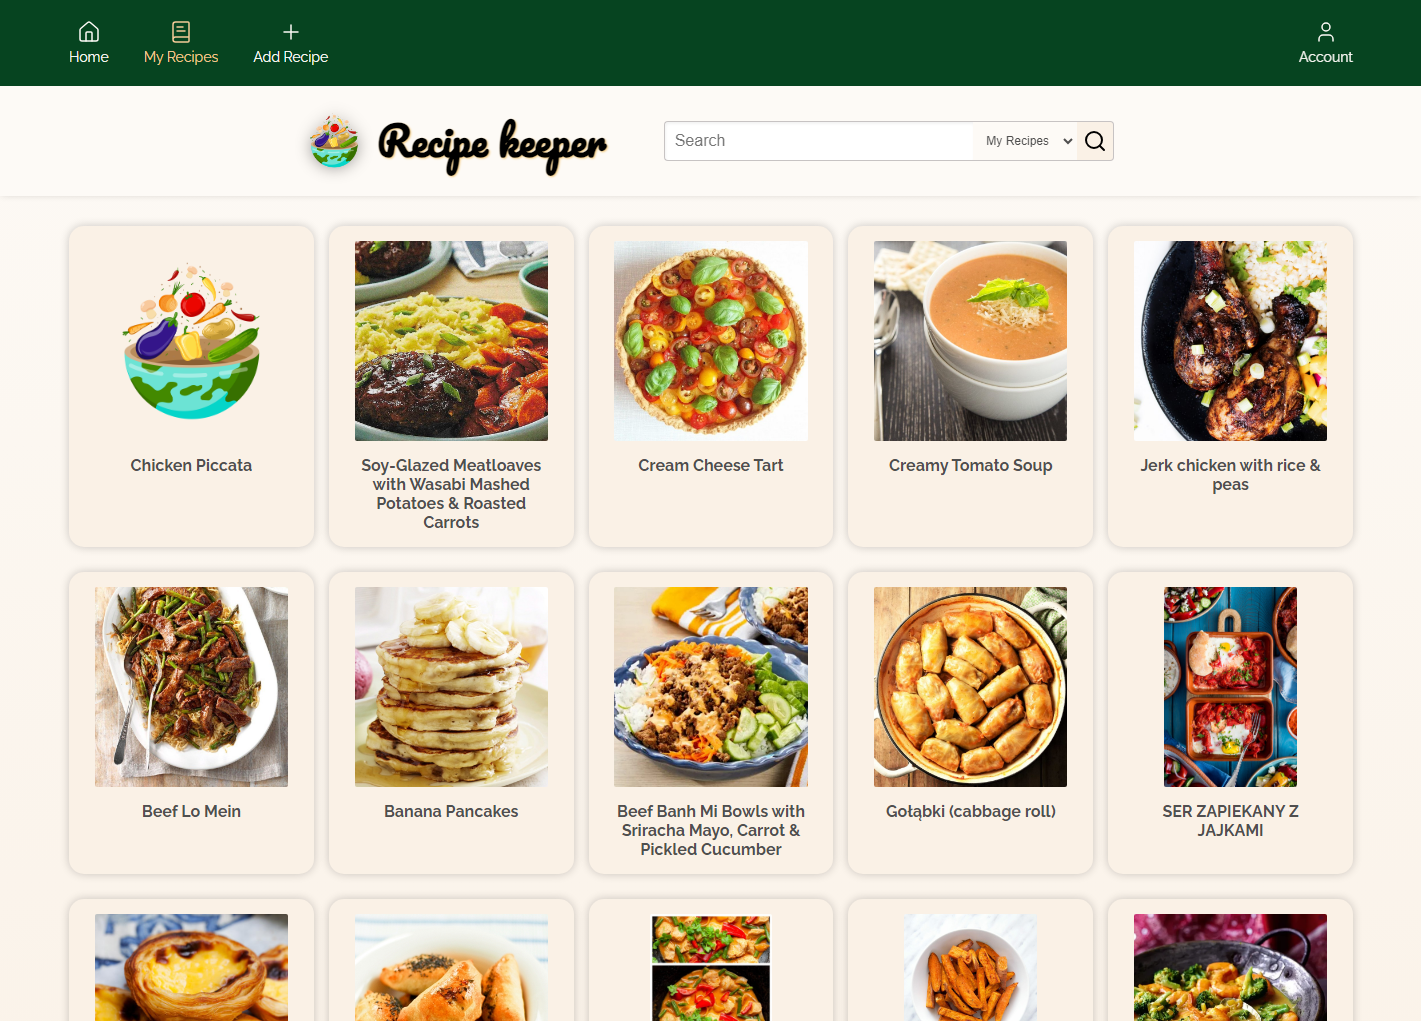 Home
My Recipes
Add Recipe
Account
Recipe keeper
Search
My Recipes
Chicken Piccata
Soy-Glazed Meatloaves
with Wasabi Mashed
Potatoes & Roasted
Carrots
Cream Cheese Tart
Creamy Tomato Soup
Jerk chicken with rice &
peas
Beef Lo Mein
Banana Pancakes
Beef Banh Mi Bowls with
Sriracha Mayo, Carrot &
Pickled Cucumber
Gołąbki (cabbage roll)
SER ZAPIEKANY Z
JAJKAMI